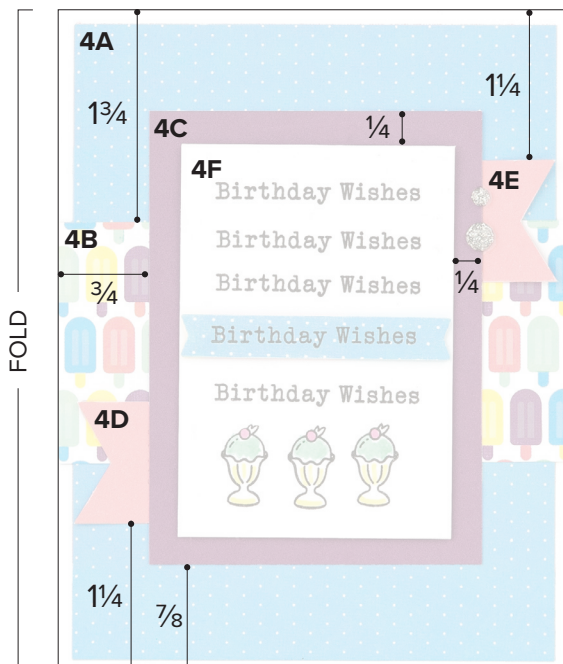 4A
1¾
1¼
4C
¼
4F
4E
Birthday Wishes
Birthday Wishes
4B
¾
¼
Birthday Wishes
FOLD
Birthday Wishes
Birthday Wishes
4D
1¼
⅞